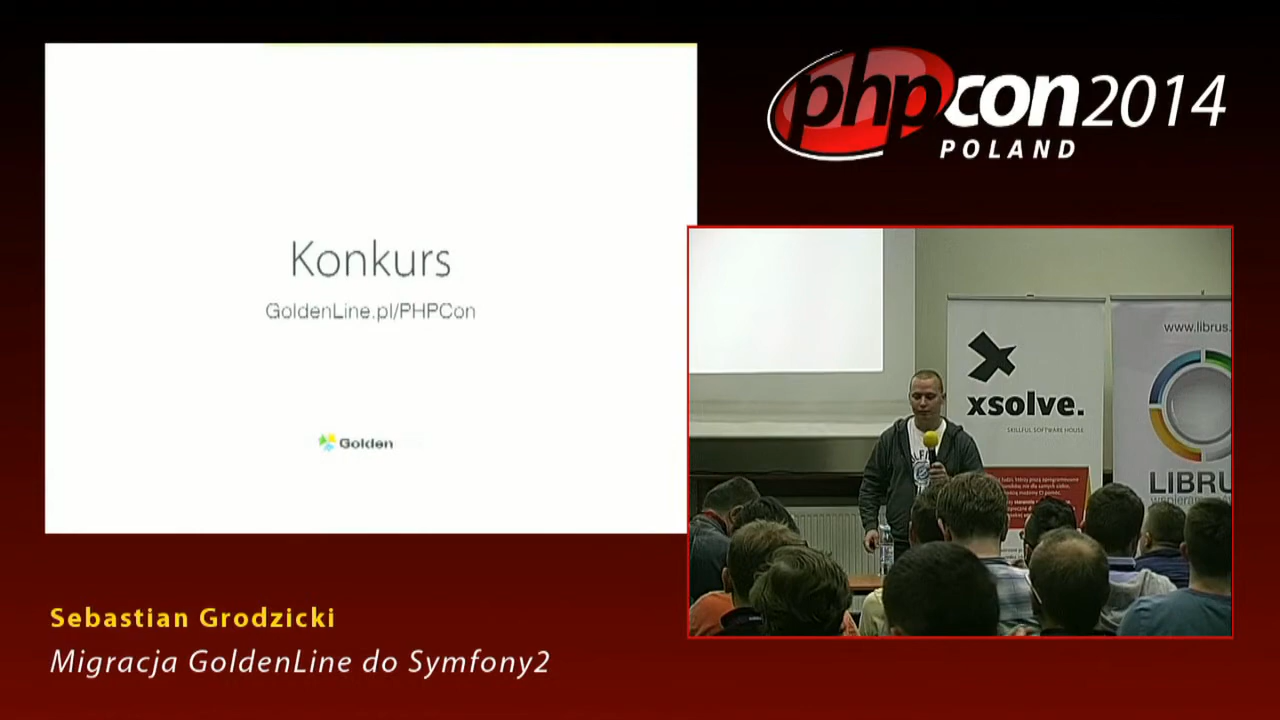 phpcon2014
POLAND
Konkurs
GoldenLine.pl/PHPCon
Golden
www.librus.
xsolve.
SKILLFUL SOFTWARE HOUSE
LIBRU
Sebastian Grodzicki
Migracja GoldenLine do Symfony2